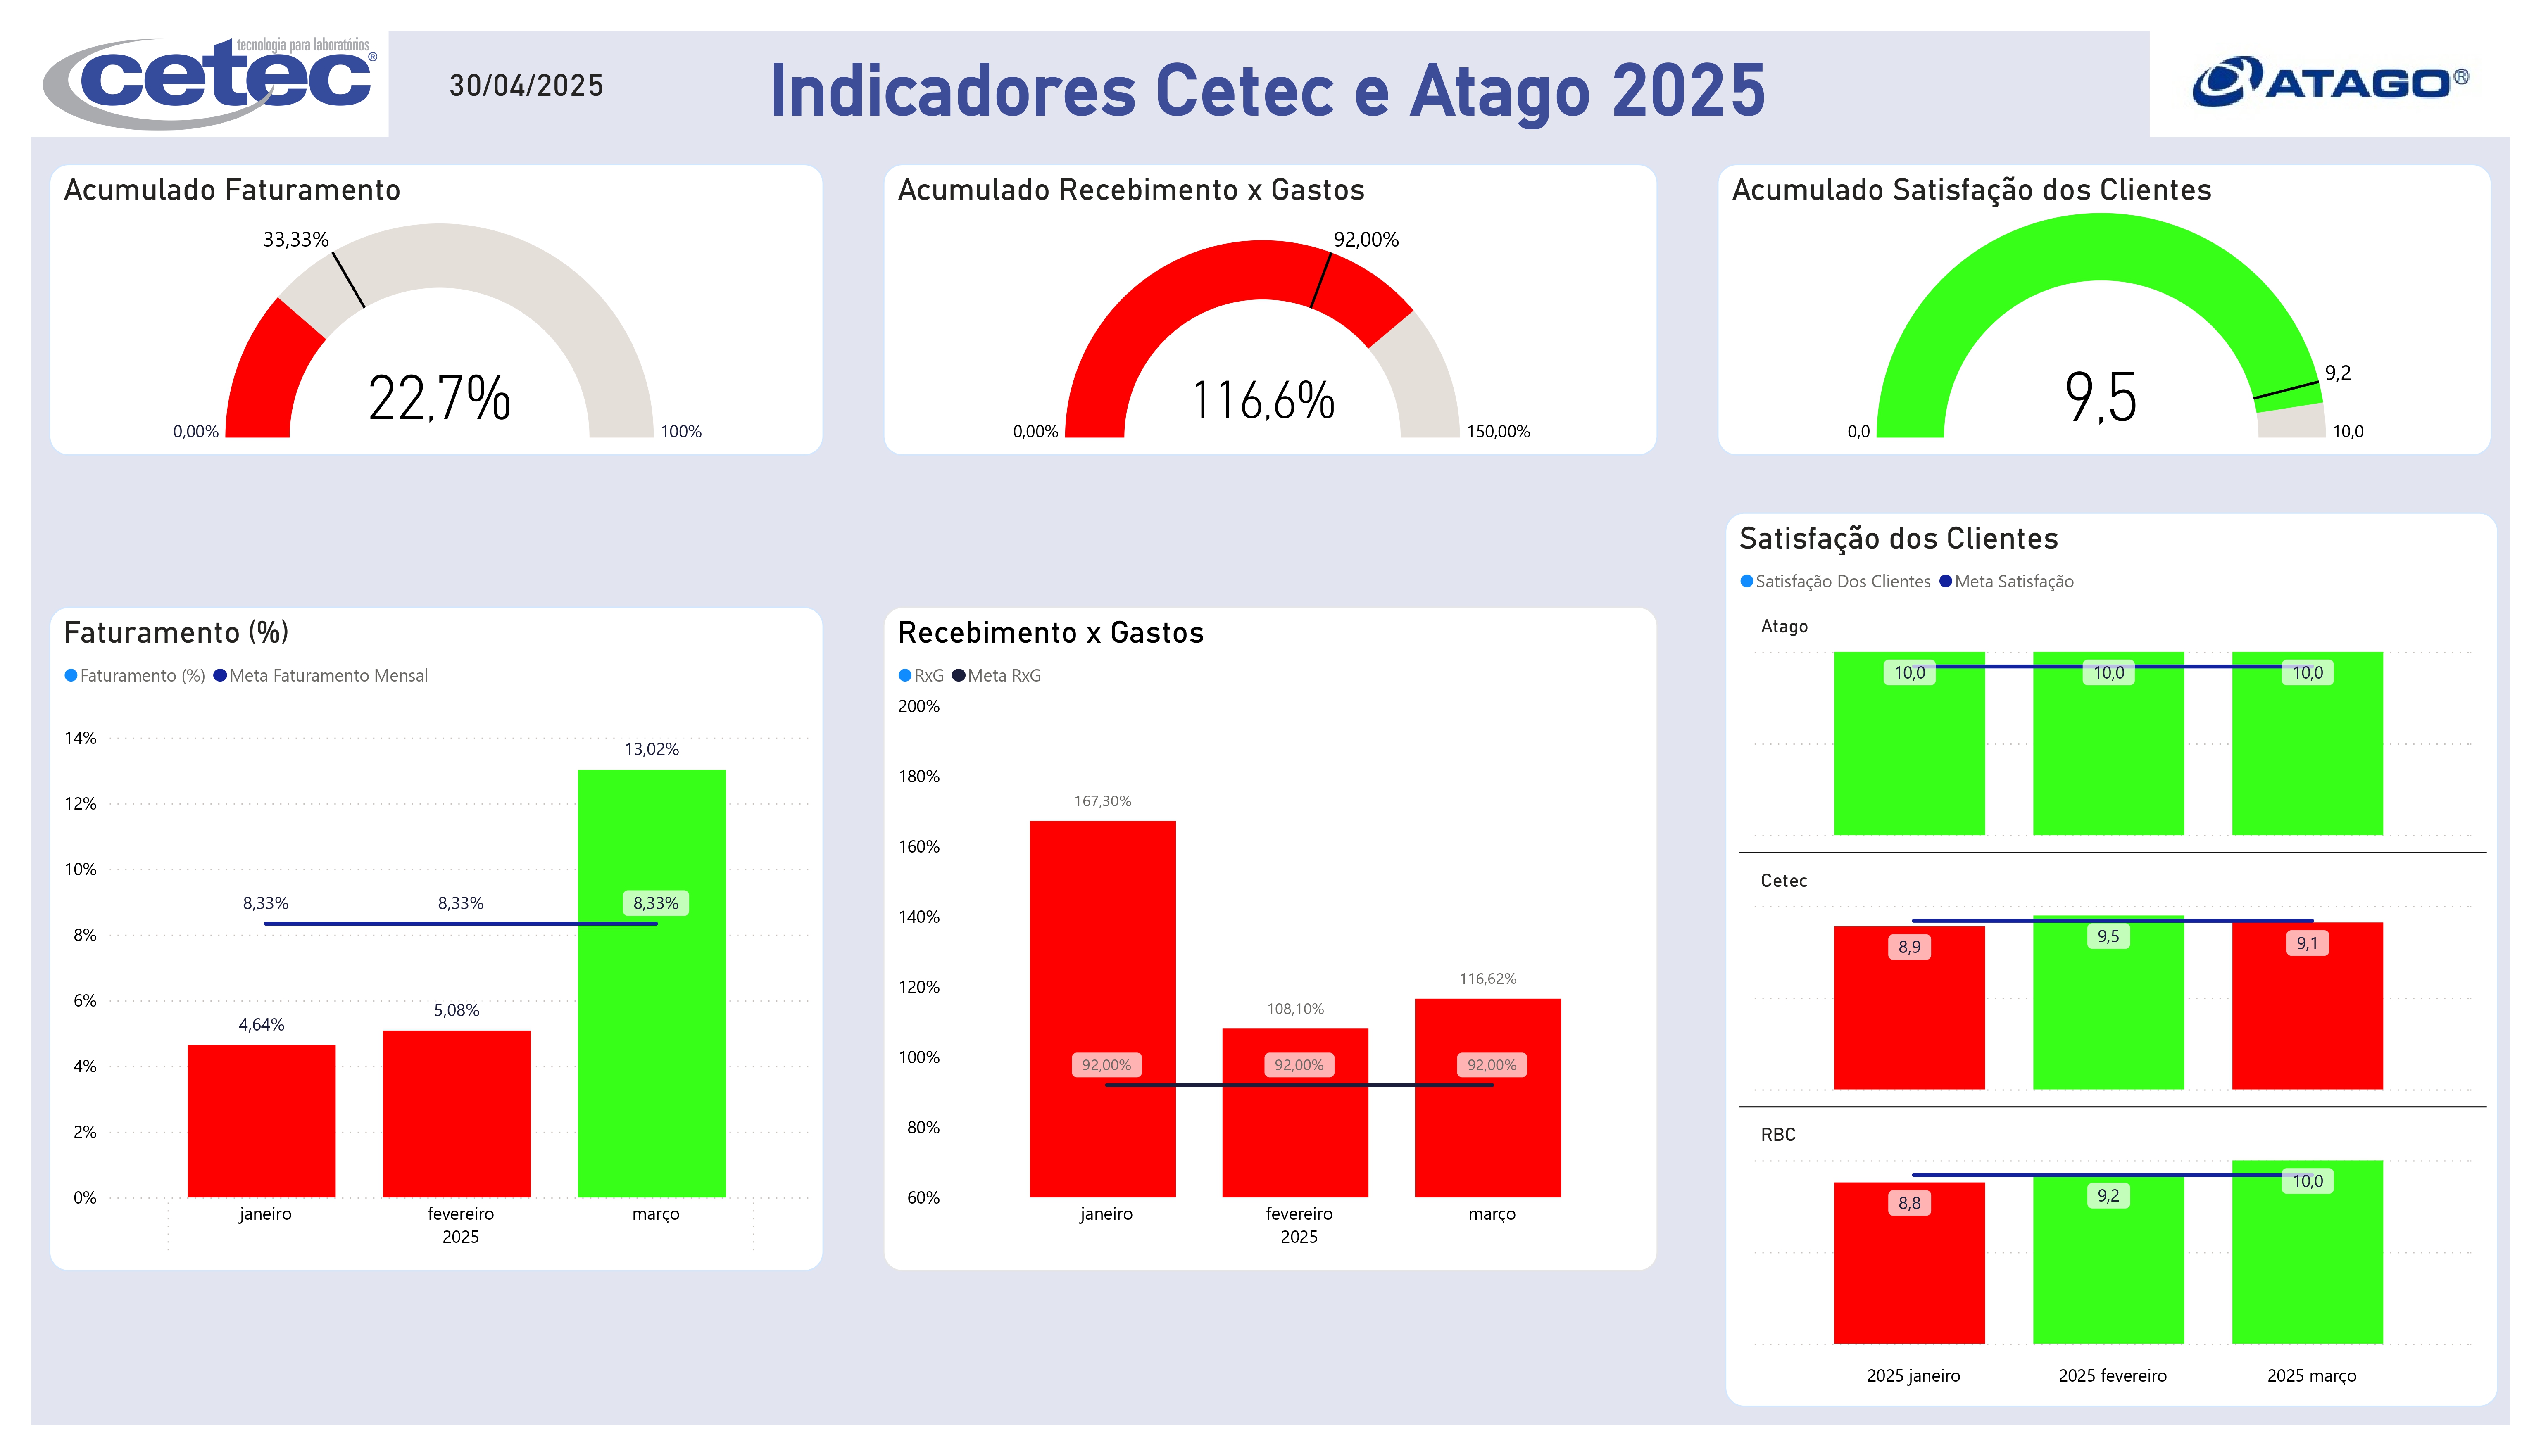 tecnologia para laboratórios
cetec®
30/04/2025
Indicadores Cetec e Atago 2025
ATAGO®
Acumulado Faturamento
33,33%
22,7%
0,00%
100%
Acumulado Recebimento x Gastos
92,00%
116,6%
0,00%
150,00%
Acumulado Satisfação dos Clientes
9,2
9,5
0,0
10,0
Faturamento (%)
Faturamento (%) Meta Faturamento Mensal
14%
12%
10%
8%
6%
4%
2%
0%
13,02%
8,33% 8,33% 8,33%
5,08%
4,64%
janeiro fevereiro março
2025
Recebimento x Gastos
RxG Meta RxG
200%
180%
160%
140%
120%
100%
80%
60%
167,30%
116,62%
108,10%
92,00% 92,00% 92,00%
janeiro fevereiro março
2025
Satisfação dos Clientes
Satisfação Dos Clientes Meta Satisfação
Atago
10,0 10,0 10,0
Cetec
8,9 9,5 9,1
RBC
8,8 9,2 10,0
2025 janeiro 2025 fevereiro 2025 março